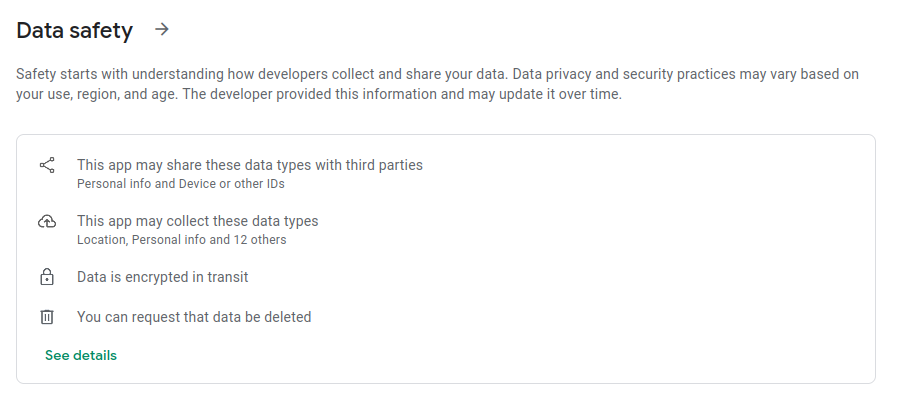 Data safety
Safety starts with understanding how developers collect and share your data. Data privacy and security practices may vary based on
your use, region, and age. The developer provided this information and may update it over time.
This app may share these data types with third parties
Personal info and Device or other IDs
This app may collect these data types
Location, Personal info and 12 others
Data is encrypted in transit
You can request that data be deleted
See details